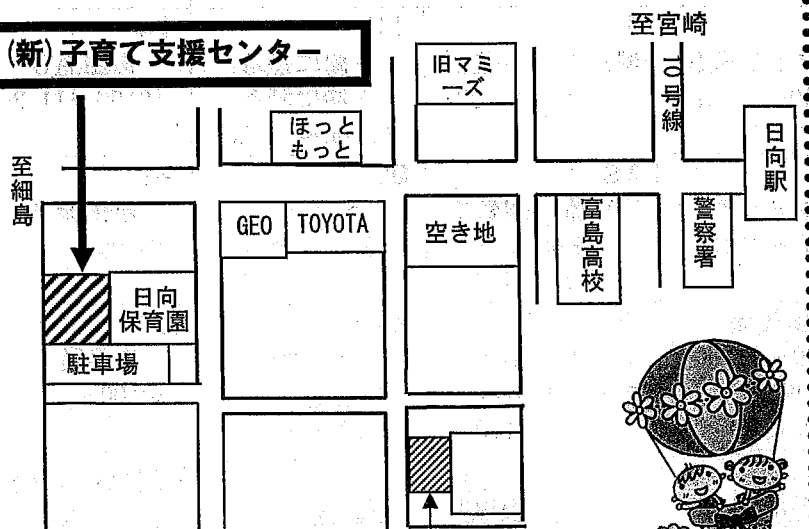 (新)子育て支援センター
至宮崎
10号線
旧マミ
ーズ
ほっと
もっと
日向駅
至細島
GEO
TOYOTA
空き地
富島高校
警察署
日向
保育園
駐車場